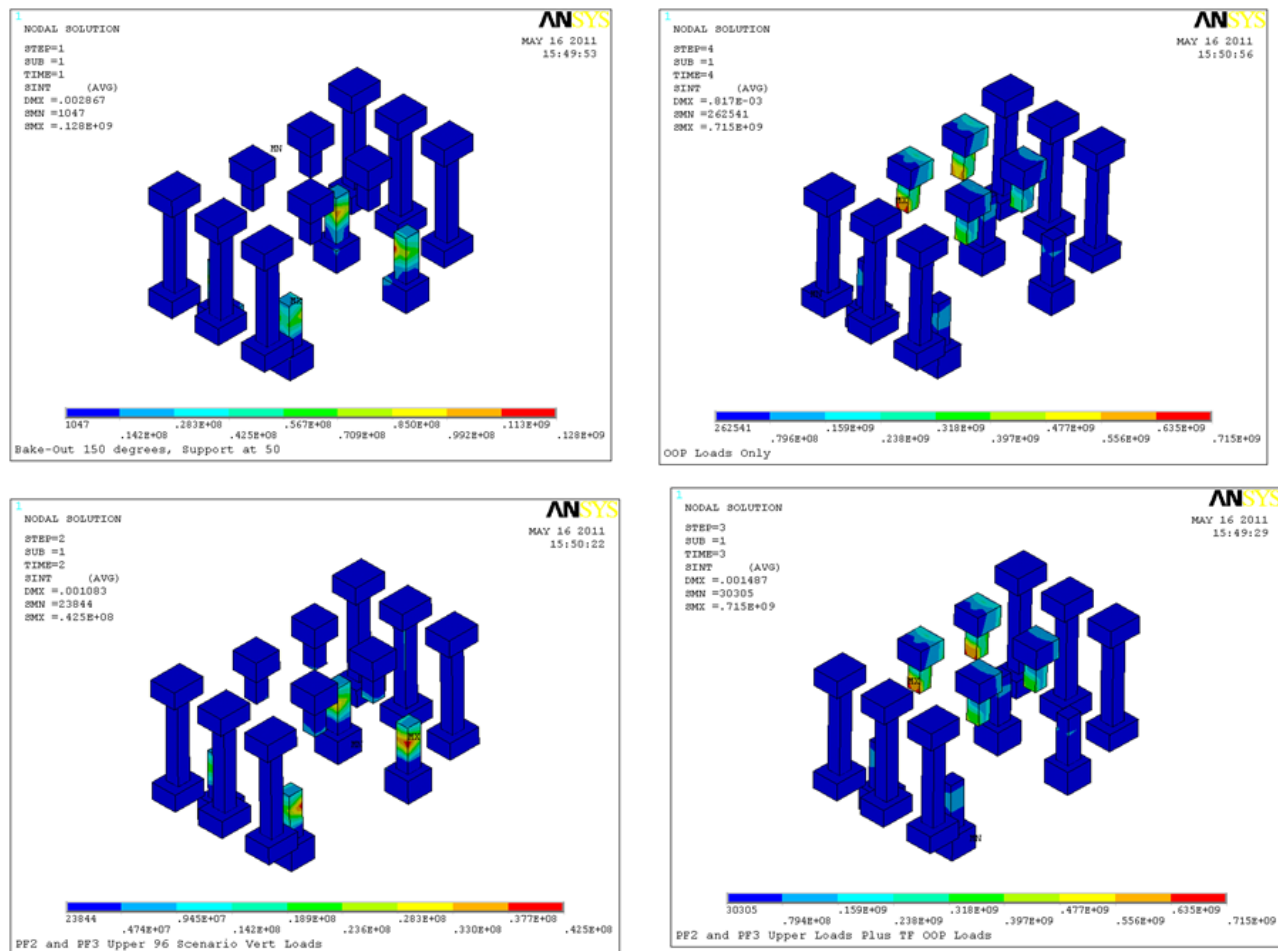 1
ANSYS
NODAL SOLUTION
MAY 16 2011
15:49:53
STEP=1
SUB =1
TIME=1
SINT (AVG)
DMX =.002867
SMN =1047
SMX =.128E+09
MN
MX
1047 .283E+08 .567E+08 .850E+08 .113E+09
.142E+08 .425E+08 .709E+08 .992E+08 .128E+09
Bake-Out 150 degrees, Support at 50
1
ANSYS
NODAL SOLUTION
MAY 16 2011
15:50:56
STEP=4
SUB =1
TIME=4
SINT (AVG)
DMX =.817E-03
SMN =262541
SMX =.715E+09
MX
262541 .159E+09 .318E+09 .477E+09 .635E+09
.796E+08 .238E+09 .397E+09 .556E+09 .715E+09
OOP Loads Only
1
ANSYS
NODAL SOLUTION
MAY 16 2011
15:50:22
STEP=2
SUB =1
TIME=2
SINT (AVG)
DMX =.001083
SMN =23844
SMX =.425E+08
MX
23844 .945E+07 .189E+08 .283E+08 .377E+08
.474E+07 .142E+08 .236E+08 .330E+08 .425E+08
PF2 and PF3 Upper 96 Scenario Vert Loads
1
ANSYS
NODAL SOLUTION
MAY 16 2011
15:49:29
STEP=3
SUB =1
TIME=3
SINT (AVG)
DMX =.001487
SMN =30305
SMX =.715E+09
MX
MN
30305 .159E+09 .318E+09 .477E+09 .635E+09
.794E+08 .238E+09 .397E+09 .556E+09 .715E+09
PF2 and PF3 Upper Loads Plus TF OOP Loads